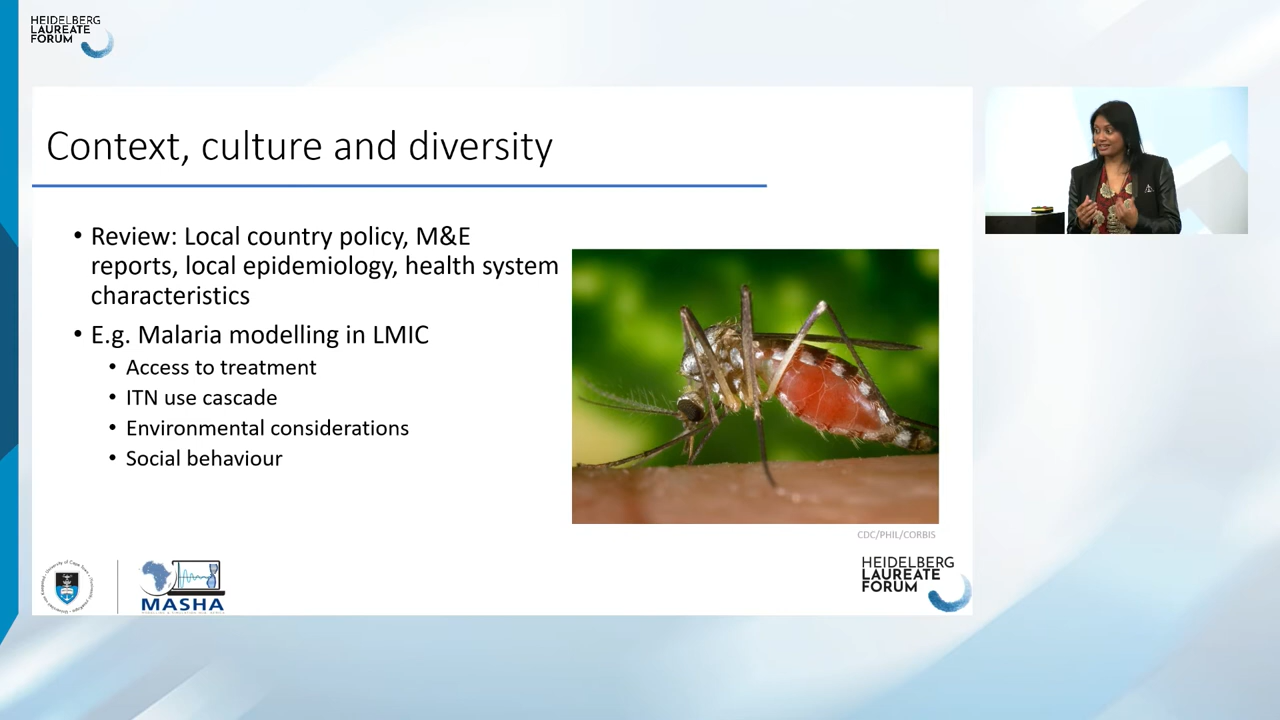 HEIDELBERG
LAUREATE
FORUM
Context, culture and diversity
• Review: Local country policy, M&E
reports, local epidemiology, health system
characteristics
• E.g. Malaria modelling in LMIC
• Access to treatment
• ITN use cascade
• Environmental considerations
• Social behaviour
CDC/PHIL/CORBIS
MASHA
HEIDELBERG
LAUREATE
FORUM